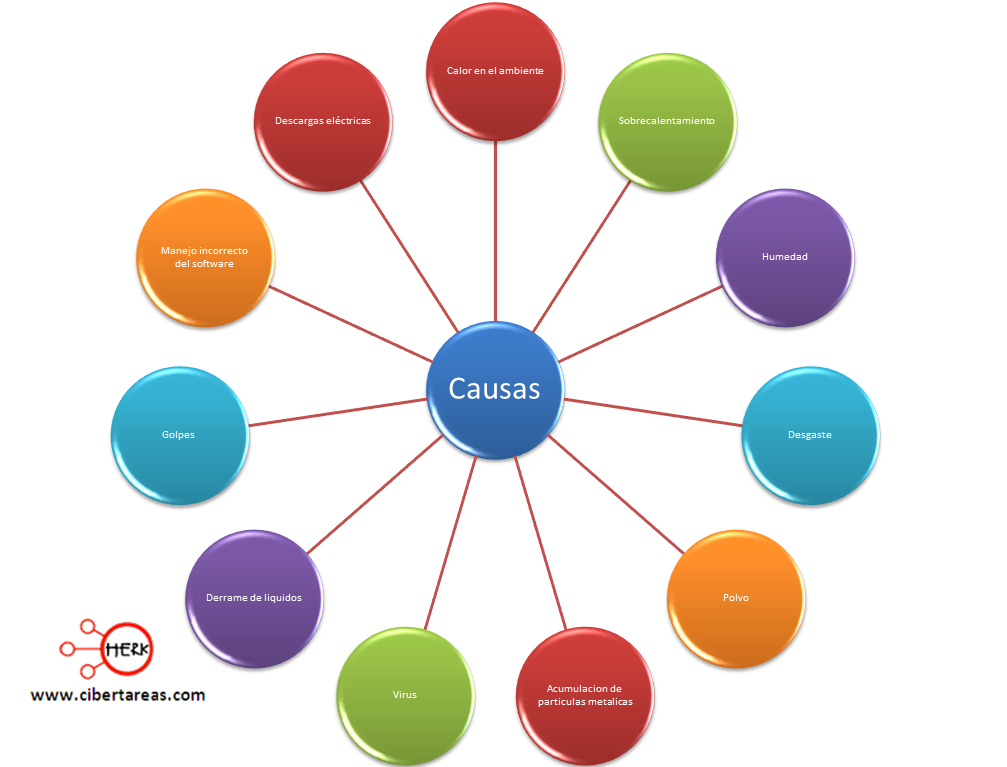 Calor en el ambiente
Sobrecalentamiento
Humedad
Desgaste
Polvo
Acumulacion de
particulas metalicas
Virus
Derrame de liquidos
Golpes
Manejo incorrecto
del software
Descargas eléctricas
Causas
HERK
www.cibertareas.com